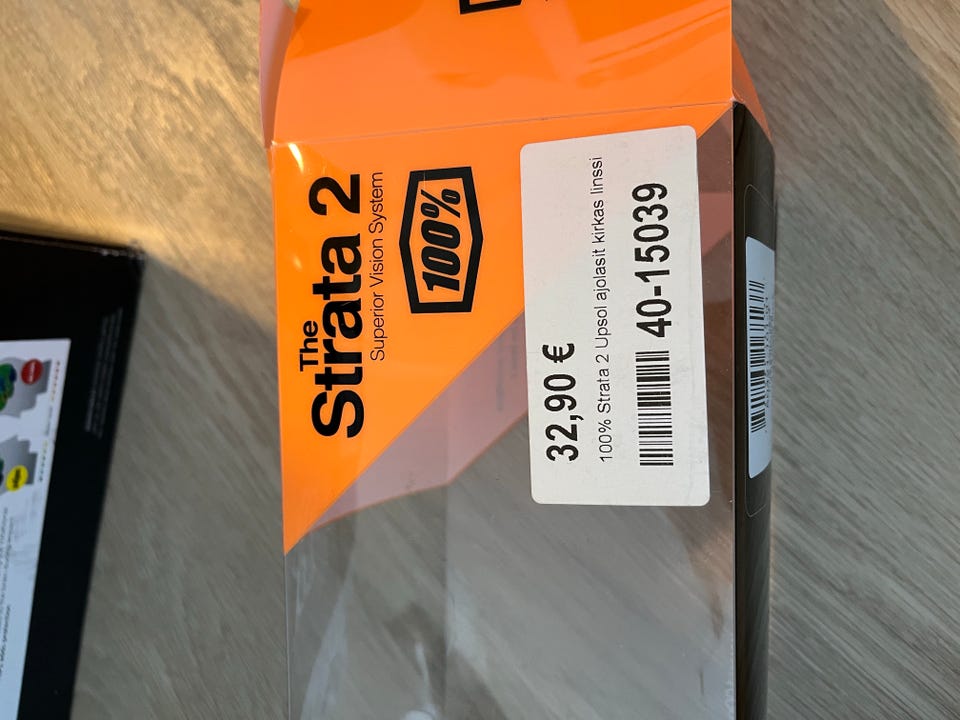 The
Strata 2
Superior Vision System
100%
32,90 €
100% Strata 2 Upsol ajolasit kirkas linssi
40-15039